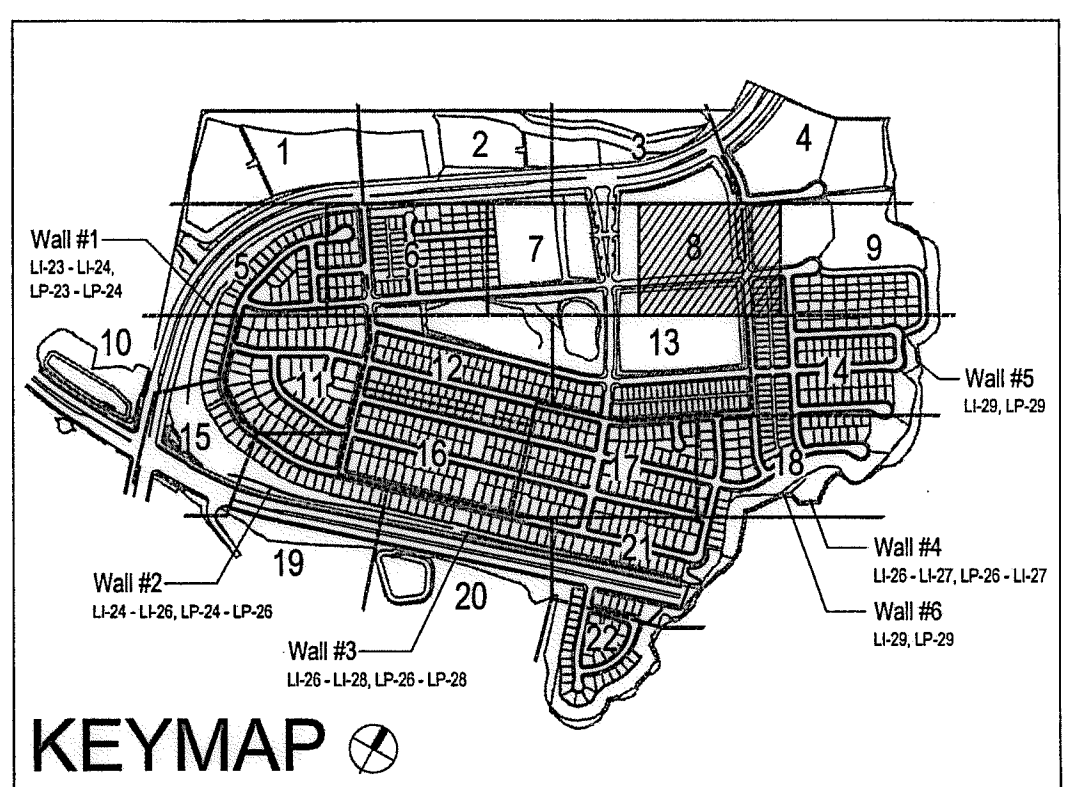 1
2
3
4
Wall #1
LI-23 - LI-24,
LP-23 - LP-24
5
6
7
8
9
10
11
12
13
14
Wall #5
LI-29, LP-29
15
16
17
18
Wall #4
LI-26 - LI-27, LP-26 - LI-27
Wall #6
LI-29, LP-29
19
20
21
22
Wall #2
LI-24 - LI-26, LP-24 - LP-26
Wall #3
LI-26 - LI-28, LP-26 - LP-28
KEYMAP